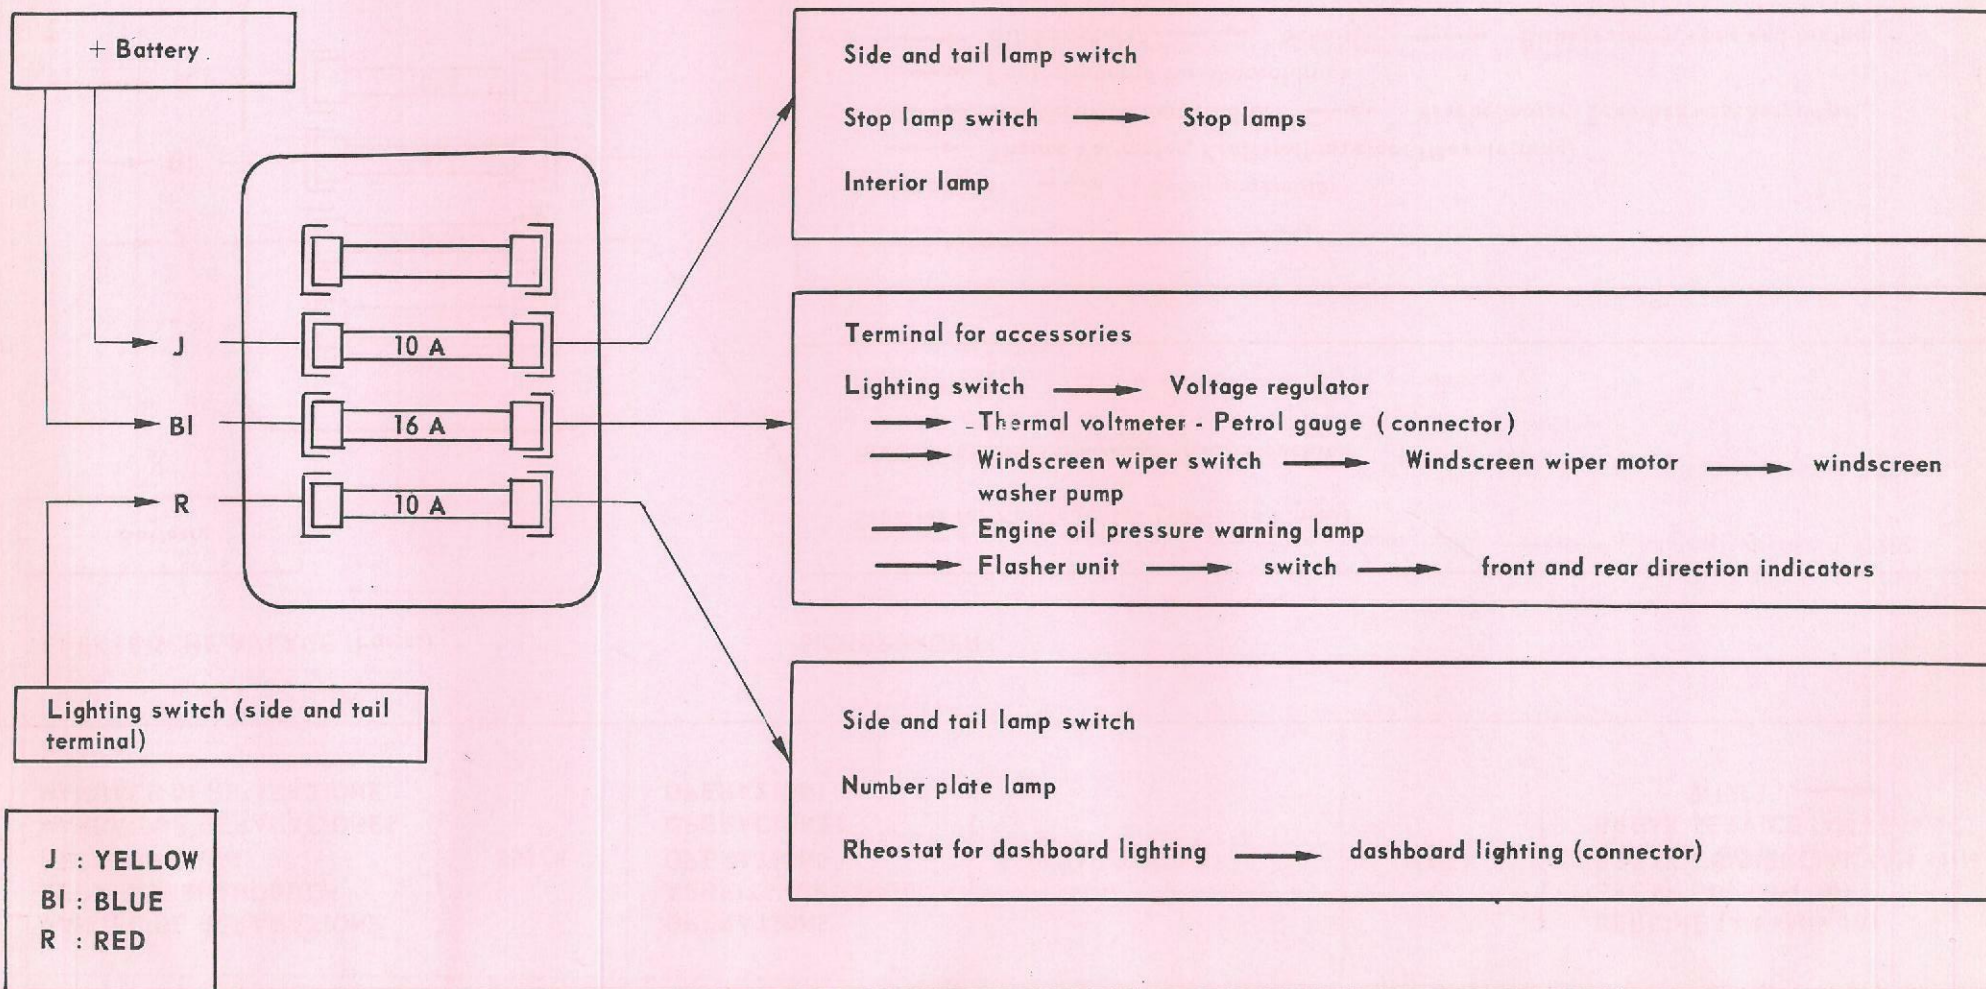 + Battery
Side and tail lamp switch
Stop lamp switch Stop lamps
Interior lamp
J
10 A
Bl
16 A
R
10 A
Terminal for accessories
Lighting switch Voltage regulator
Thermal voltmeter - Petrol gauge (connector)
Windscreen wiper switch Windscreen wiper motor windscreen
washer pump
Engine oil pressure warning lamp
Flasher unit switch front and rear direction indicators
Lighting switch (side and tail
terminal)
Side and tail lamp switch
Number plate lamp
Rheostat for dashboard lighting dashboard lighting (connector)
J : YELLOW
Bl : BLUE
R : RED